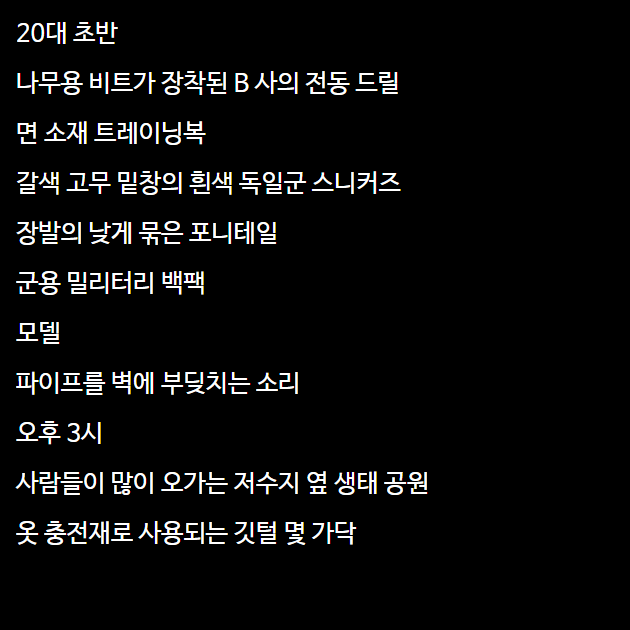 20대 초반
나무용 비트가 장착된 B 사의 전동 드릴
면 소재 트레이닝복
갈색 고무 밑창의 흰색 독일군 스니커즈
장발의 낮게 묶은 포니테일
군용 밀리터리 백팩
모델
파이프를 벽에 부딪치는 소리
오후 3시
사람들이 많이 오가는 저수지 옆 생태 공원
옷 충전재로 사용되는 깃털 몇 가닥